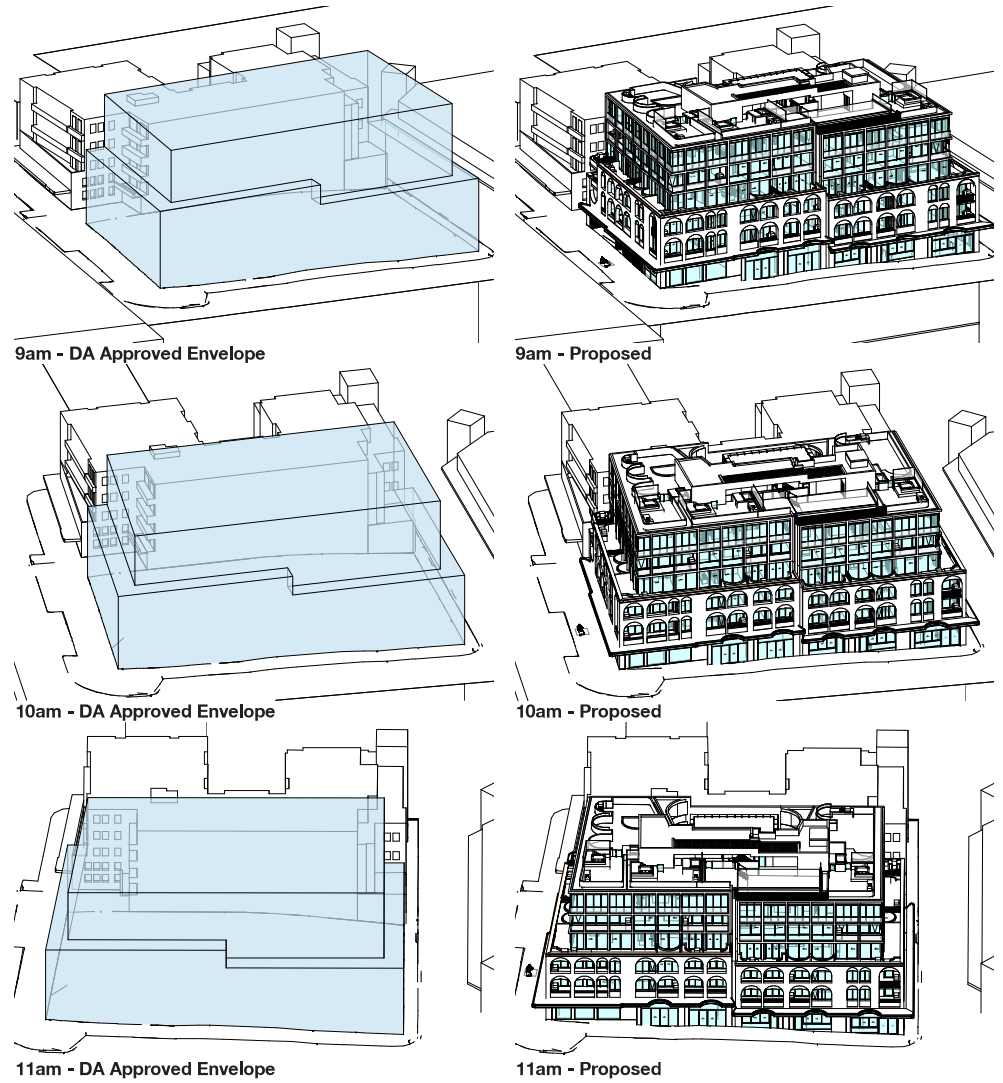 9am - DA Approved Envelope
9am - Proposed
10am - DA Approved Envelope
10am - Proposed
11am - DA Approved Envelope
11am - Proposed